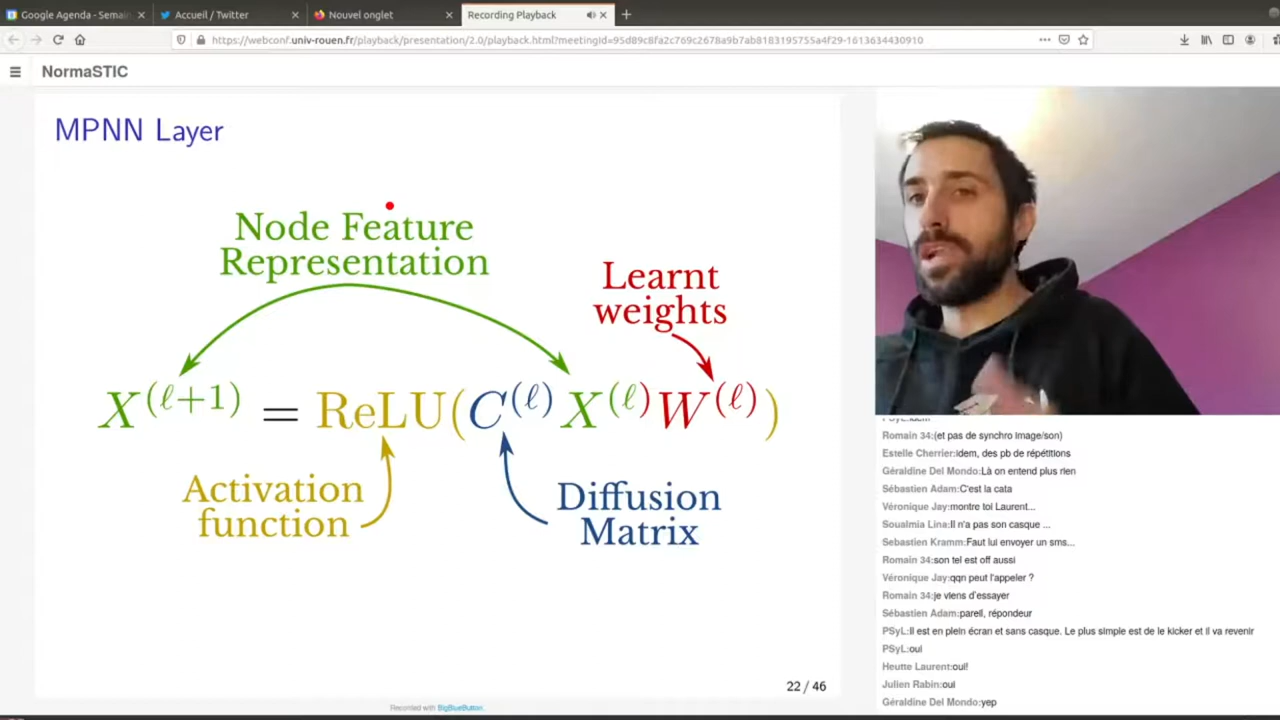 Google Agenda - Semai
Accueil / Twitter
Nouvel onglet
Recording Playback
https://webconf.univ-rouen.fr/playback/presentation/2.0/playback.html?meetingId=95d89c8fa2c769c2678a9b7ab8183195755a4f29-1613634430910
NormaSTIC
MPNN Layer
Node Feature
Representation
Learnt
weights
X^(ℓ+1) = ReLU(C^(ℓ) X^(ℓ) W^(ℓ))
Activation
function
Diffusion
Matrix
22 / 46
Recorded with BigBlueButton.
Romain 34:(et pas de synchro image/son)
Estelle Cherrier:idem, des pb de répétitions
Géraldine Del Mondo:Là on entend plus rien
Sébastien Adam:C'est la cata
Véronique Jay:montre toi Laurent...
Soualmia Lina:Il n'a pas son casque ...
Sebastien Kramm:Faut lui envoyer un sms...
Romain 34:son tel est off aussi
Véronique Jay:qqn peut l'appeler ?
Romain 34:je viens d'essayer
Sébastien Adam:pareil, répondeur
PSyL:Il est en plein écran et sans casque. Le plus simple est de le kicker et il va revenir
PSyL:oui
Heutte Laurent:oui!
Julien Rabin:oui
Géraldine Del Mondo:yep